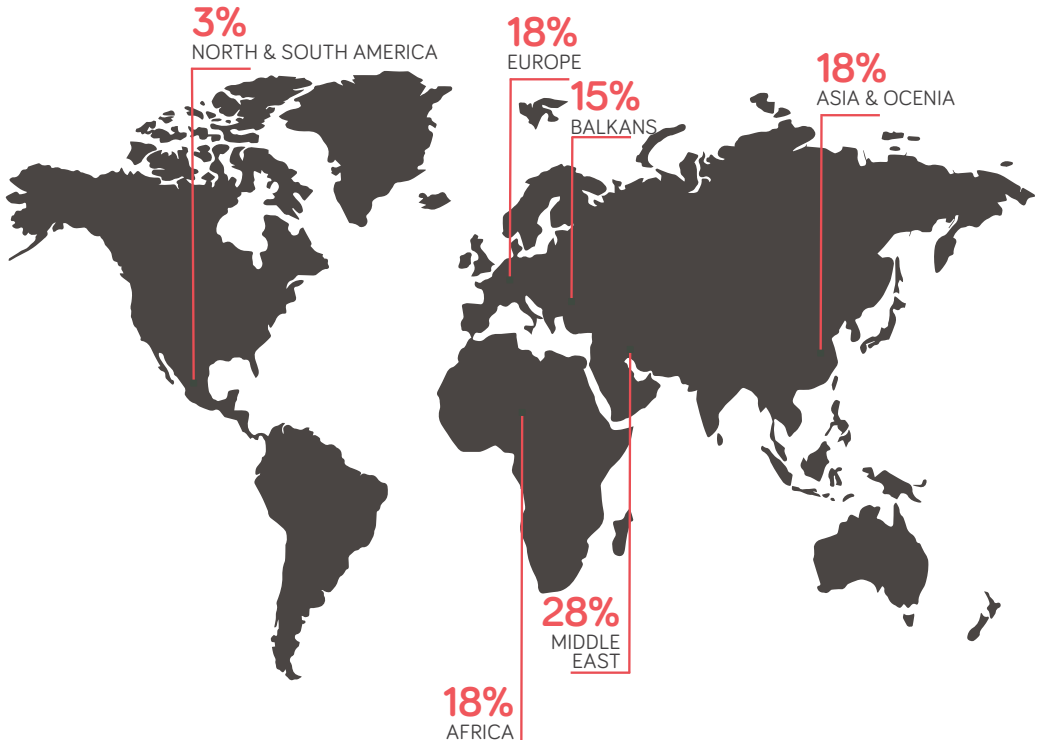 3%
NORTH & SOUTH AMERICA
18%
EUROPE
15%
BALKANS
18%
ASIA & OCENIA
28%
MIDDLE
EAST
18%
AFRICA